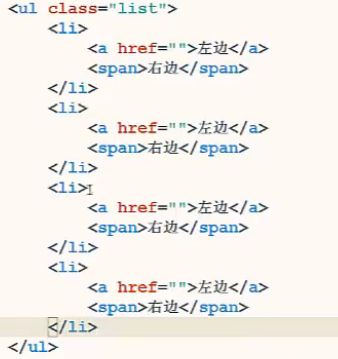 <ul class="list">
<li>
<a href="">左边</a>
<span>右边</span>
</li>
<li>
<a href="">左边</a>
<span>右边</span>
</li>
<li>
<a href="">左边</a>
<span>右边</span>
</li>
<li>
<a href="">左边</a>
<span>右边</span>
</li>
</ul>